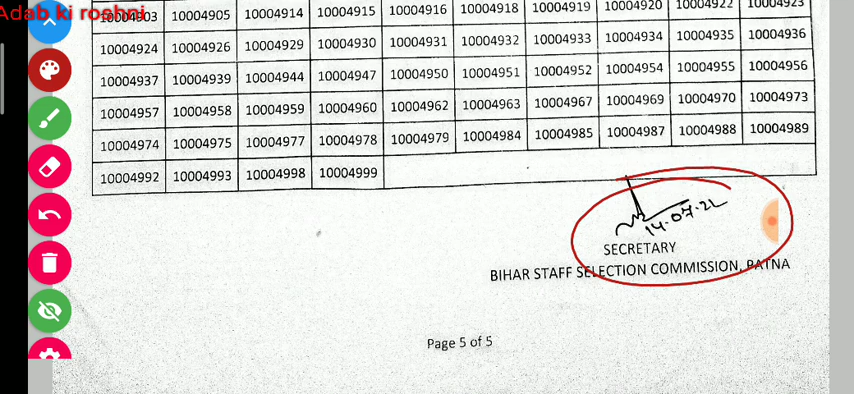 Adab ki roshni
10004903 10004905 10004914 10004915 10004916 10004918 10004919 10004920 10004922 10004923
10004924 10004926 10004929 10004930 10004931 10004932 10004933 10004934 10004935 10004936
10004937 10004939 10004944 10004947 10004950 10004951 10004952 10004954 10004955 10004956
10004957 10004958 10004959 10004960 10004962 10004963 10004967 10004969 10004970 10004973
10004974 10004975 10004977 10004978 10004979 10004984 10004985 10004987 10004988 10004989
10004992 10004993 10004998 10004999
14.07.22
SECRETARY
BIHAR STAFF SELECTION COMMISSION, PATNA
Page 5 of 5